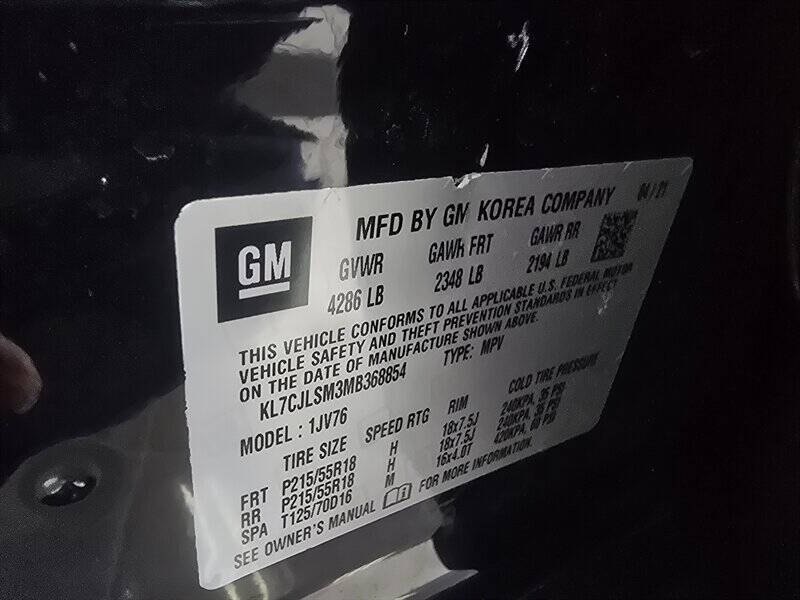 MFD BY GM KOREA COMPANY 04/21
GM
GVWR GAWR FRT GAWR RR
4286 LB 2348 LB 2194 LB
THIS VEHICLE CONFORMS TO ALL APPLICABLE U.S. FEDERAL MOTOR
VEHICLE SAFETY AND THEFT PREVENTION STANDARDS IN EFFECT
ON THE DATE OF MANUFACTURE SHOWN ABOVE.
KL7CJLSM3MB368854 TYPE: MPV
MODEL : 1JV76
TIRE SIZE SPEED RTG RIM COLD TIRE PRESSURE
FRT P215/55R18 H 18x7.5J 240KPA, 35 PSI
RR P215/55R18 H 18x7.5J 240KPA, 35 PSI
SPA T125/70D16 M 16x4.0T 420KPA, 60 PSI
SEE OWNER'S MANUAL FOR MORE INFORMATION.